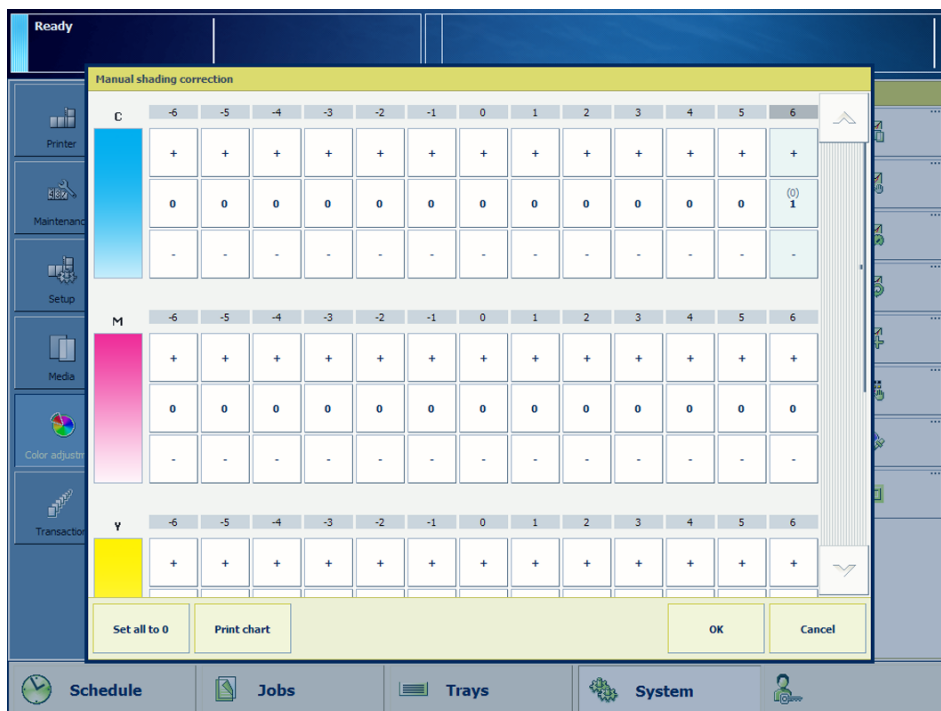 Ready
Manual shading correction
C -6 -5 -4 -3 -2 -1 0 1 2 3 4 5 6
+ + + + + + + + + + + + +
(0)
0 0 0 0 0 0 0 0 0 0 0 0 1
- - - - - - - - - - - - -
M -6 -5 -4 -3 -2 -1 0 1 2 3 4 5 6
+ + + + + + + + + + + + +
0 0 0 0 0 0 0 0 0 0 0 0 0
- - - - - - - - - - - - -
Y -6 -5 -4 -3 -2 -1 0 1 2 3 4 5 6
+ + + + + + + + + + + + +
Set all to 0 Print chart OK Cancel
Printer
Maintenanc
Setup
Media
Color adjustm
Transaction
Schedule Jobs Trays System